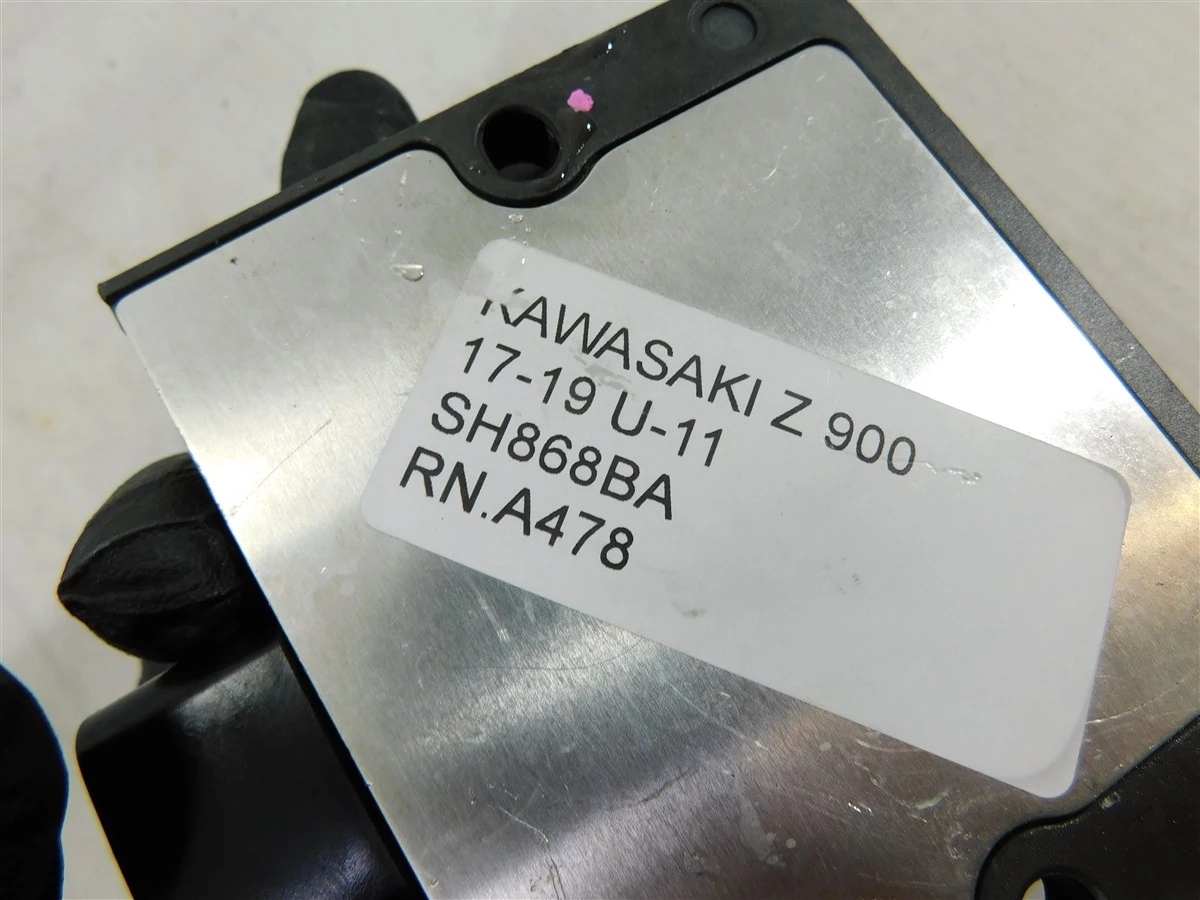 KAWASAKI Z 900
17-19 U-11
SH868BA
RN.A478